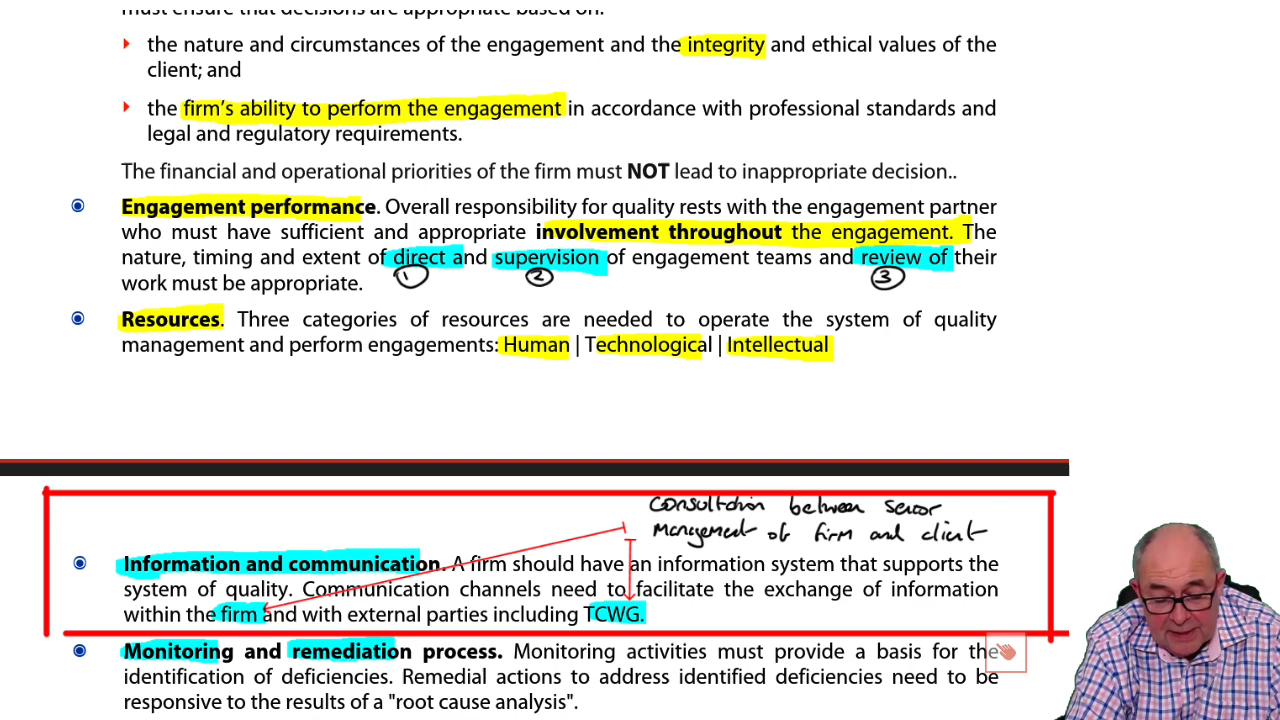 must ensure that decisions are appropriate based on:
the nature and circumstances of the engagement and the integrity and ethical values of the
client; and
the firm's ability to perform the engagement in accordance with professional standards and
legal and regulatory requirements.
The financial and operational priorities of the firm must NOT lead to inappropriate decision..
Engagement performance. Overall responsibility for quality rests with the engagement partner
who must have sufficient and appropriate involvement throughout the engagement. The
nature, timing and extent of direct and supervision of engagement teams and review of their
1 2 3
work must be appropriate.
Resources. Three categories of resources are needed to operate the system of quality
management and perform engagements: Human | Technological | Intellectual
Consultation between senior
management of firm and client
Information and communication. A firm should have an information system that supports the
system of quality. Communication channels need to facilitate the exchange of information
within the firm and with external parties including TCWG.
Monitoring and remediation process. Monitoring activities must provide a basis for the
identification of deficiencies. Remedial actions to address identified deficiencies need to be
responsive to the results of a "root cause analysis".